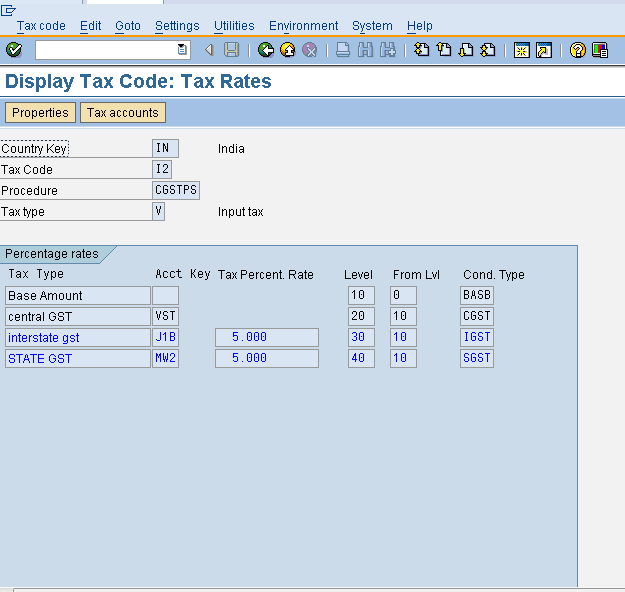 Tax code Edit Goto Settings Utilities Environment System Help
Display Tax Code: Tax Rates
Properties Tax accounts
Country Key IN India
Tax Code I2
Procedure CGSTPS
Tax type V Input tax
Percentage rates
Tax Type Acct Key Tax Percent. Rate Level From Lvl Cond. Type
Base Amount 10 0 BASB
central GST VST 20 10 CGST
interstate gst J1B 5.000 30 10 IGST
STATE GST MW2 5.000 40 10 SGST